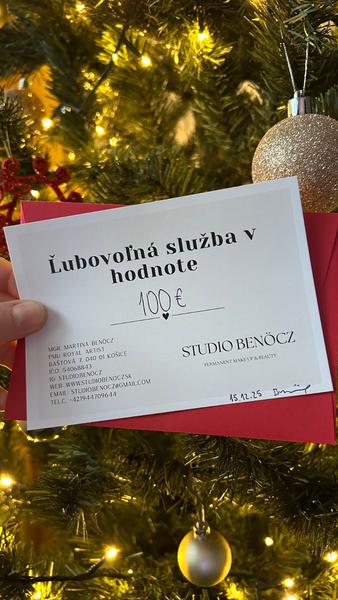 Ľubovoľná služba v
hodnote
100€
MGR. MARTINA BENÖCZ
PMU ROYAL ARTIST
BAŠTOVÁ 7, 040 01 KOŠICE
IČO: 54068843
IG: STUDIOBENÖCZ
WEB: WWW.STUDIOBENOCZ.SK
EMAIL: STUDIOBENOCZ@GMAIL.COM
TEL.Č. +421944709644
STUDIO BENÖCZ
PERMANENT MAKE UP & BEAUTY
15.12.25